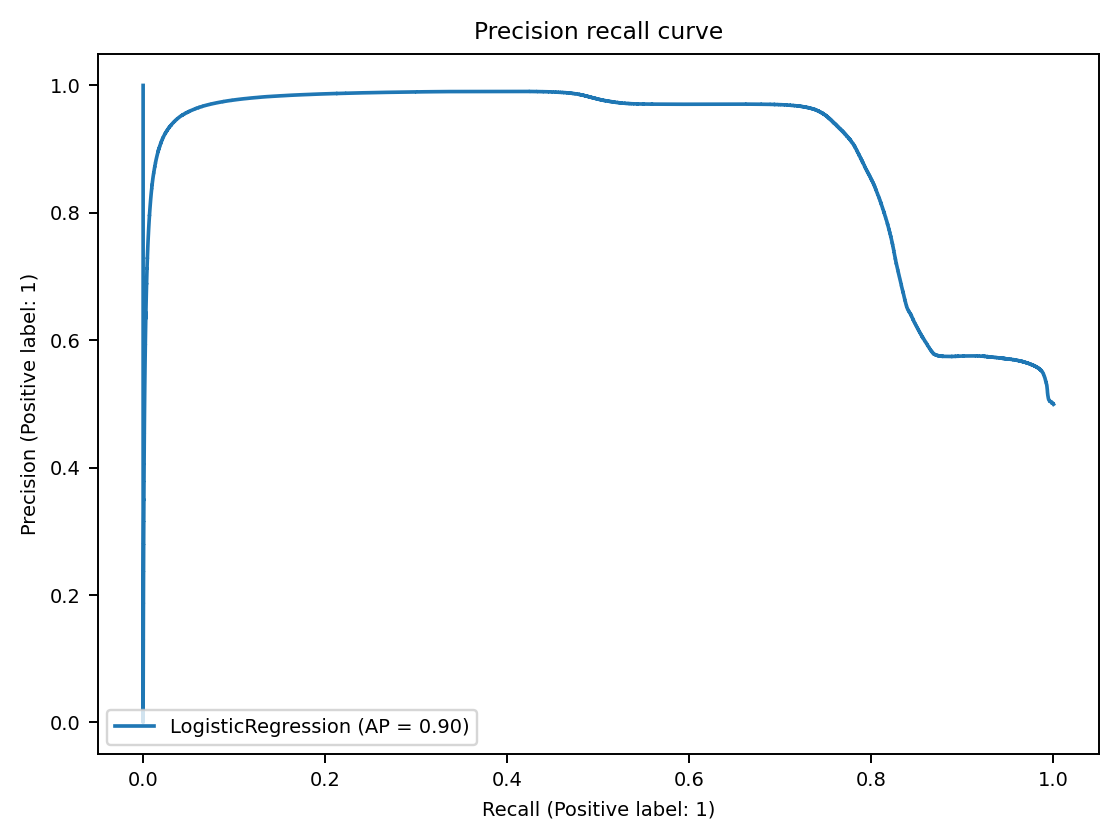 Precision recall curve
1.0
0.8
0.6
0.4
0.2
0.0
Precision (Positive label: 1)
LogisticRegression (AP = 0.90)
0.0 0.2 0.4 0.6 0.8 1.0
Recall (Positive label: 1)